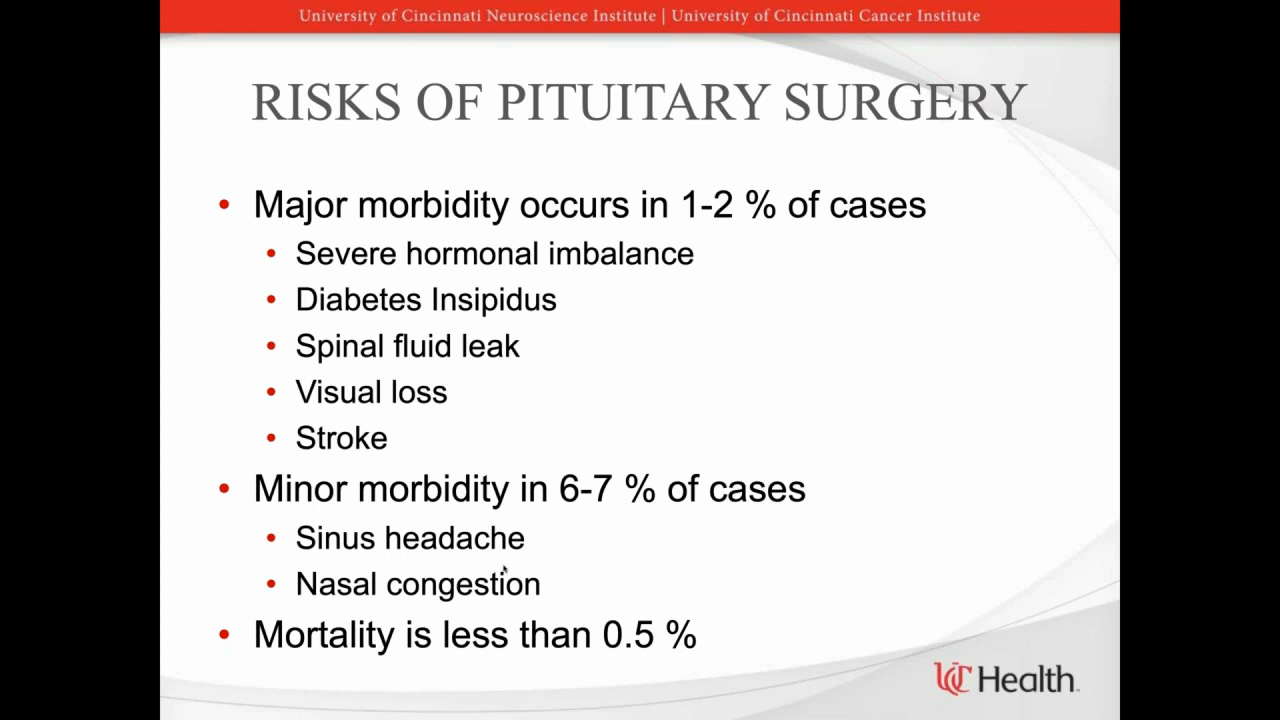 University of Cincinnati Neuroscience Institute | University of Cincinnati Cancer Institute
RISKS OF PITUITARY SURGERY
• Major morbidity occurs in 1-2 % of cases
• Severe hormonal imbalance
• Diabetes Insipidus
• Spinal fluid leak
• Visual loss
• Stroke
• Minor morbidity in 6-7 % of cases
• Sinus headache
• Nasal congestion
• Mortality is less than 0.5 %
UC Health.